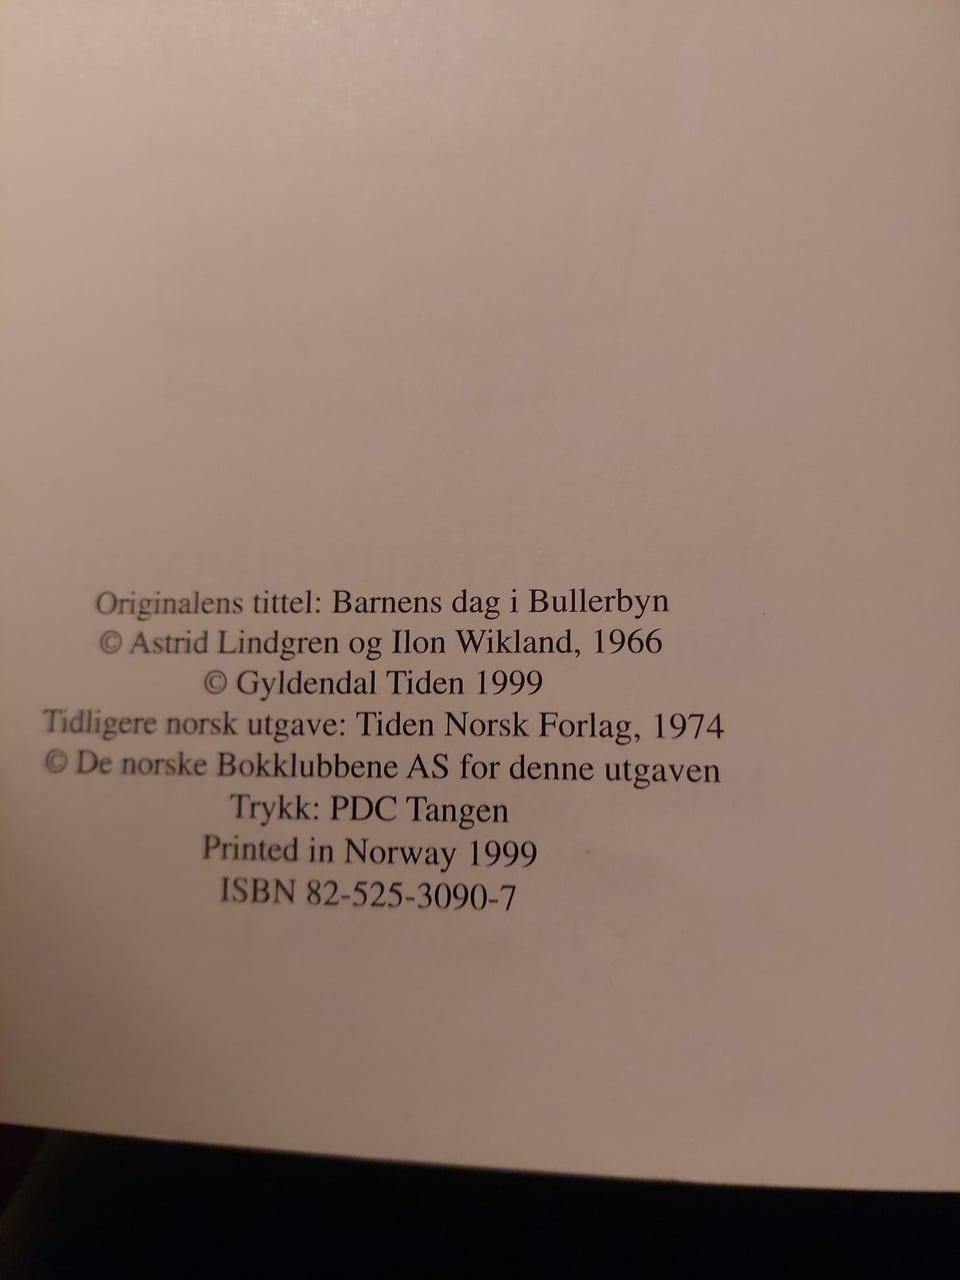 Originalens tittel: Barnens dag i Bullerbyn
© Astrid Lindgren og Ilon Wikland, 1966
© Gyldendal Tiden 1999
Tidligere norsk utgave: Tiden Norsk Forlag, 1974
© De norske Bokklubbene AS for denne utgaven
Trykk: PDC Tangen
Printed in Norway 1999
ISBN 82-525-3090-7